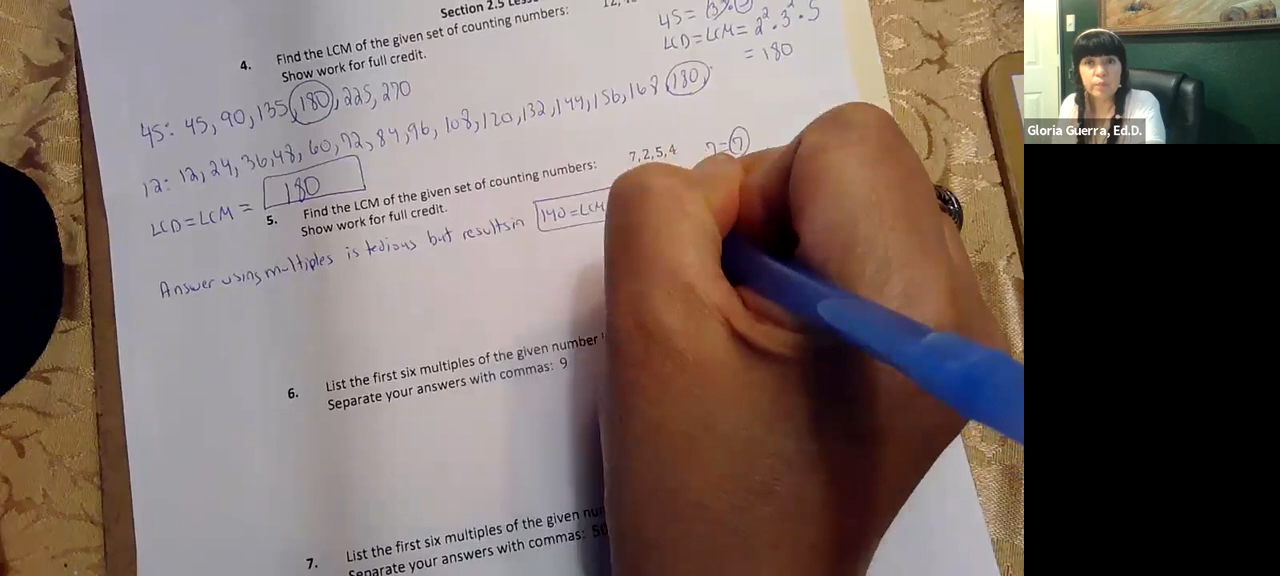 Section 2.5
4. Find the LCM of the given set of counting numbers: 12,
Show work for full credit.
45 =
LCD=LCM= 2²·3²·5
= 180
45: 45, 90, 135, 180, 225, 270
12: 12, 24, 36, 48, 60, 72, 84, 96, 108, 120, 132, 144, 156, 168, 180,
LCD=LCM = 180
5. Find the LCM of the given set of counting numbers: 7,2,5,4 7=7
Show work for full credit.
Answer using multiples is tedious but results in 140=LCM
6. List the first six multiples of the given number
Separate your answers with commas: 9
7. List the first six multiples of the given
Separate your answers with commas:
Gloria Guerra, Ed.D.